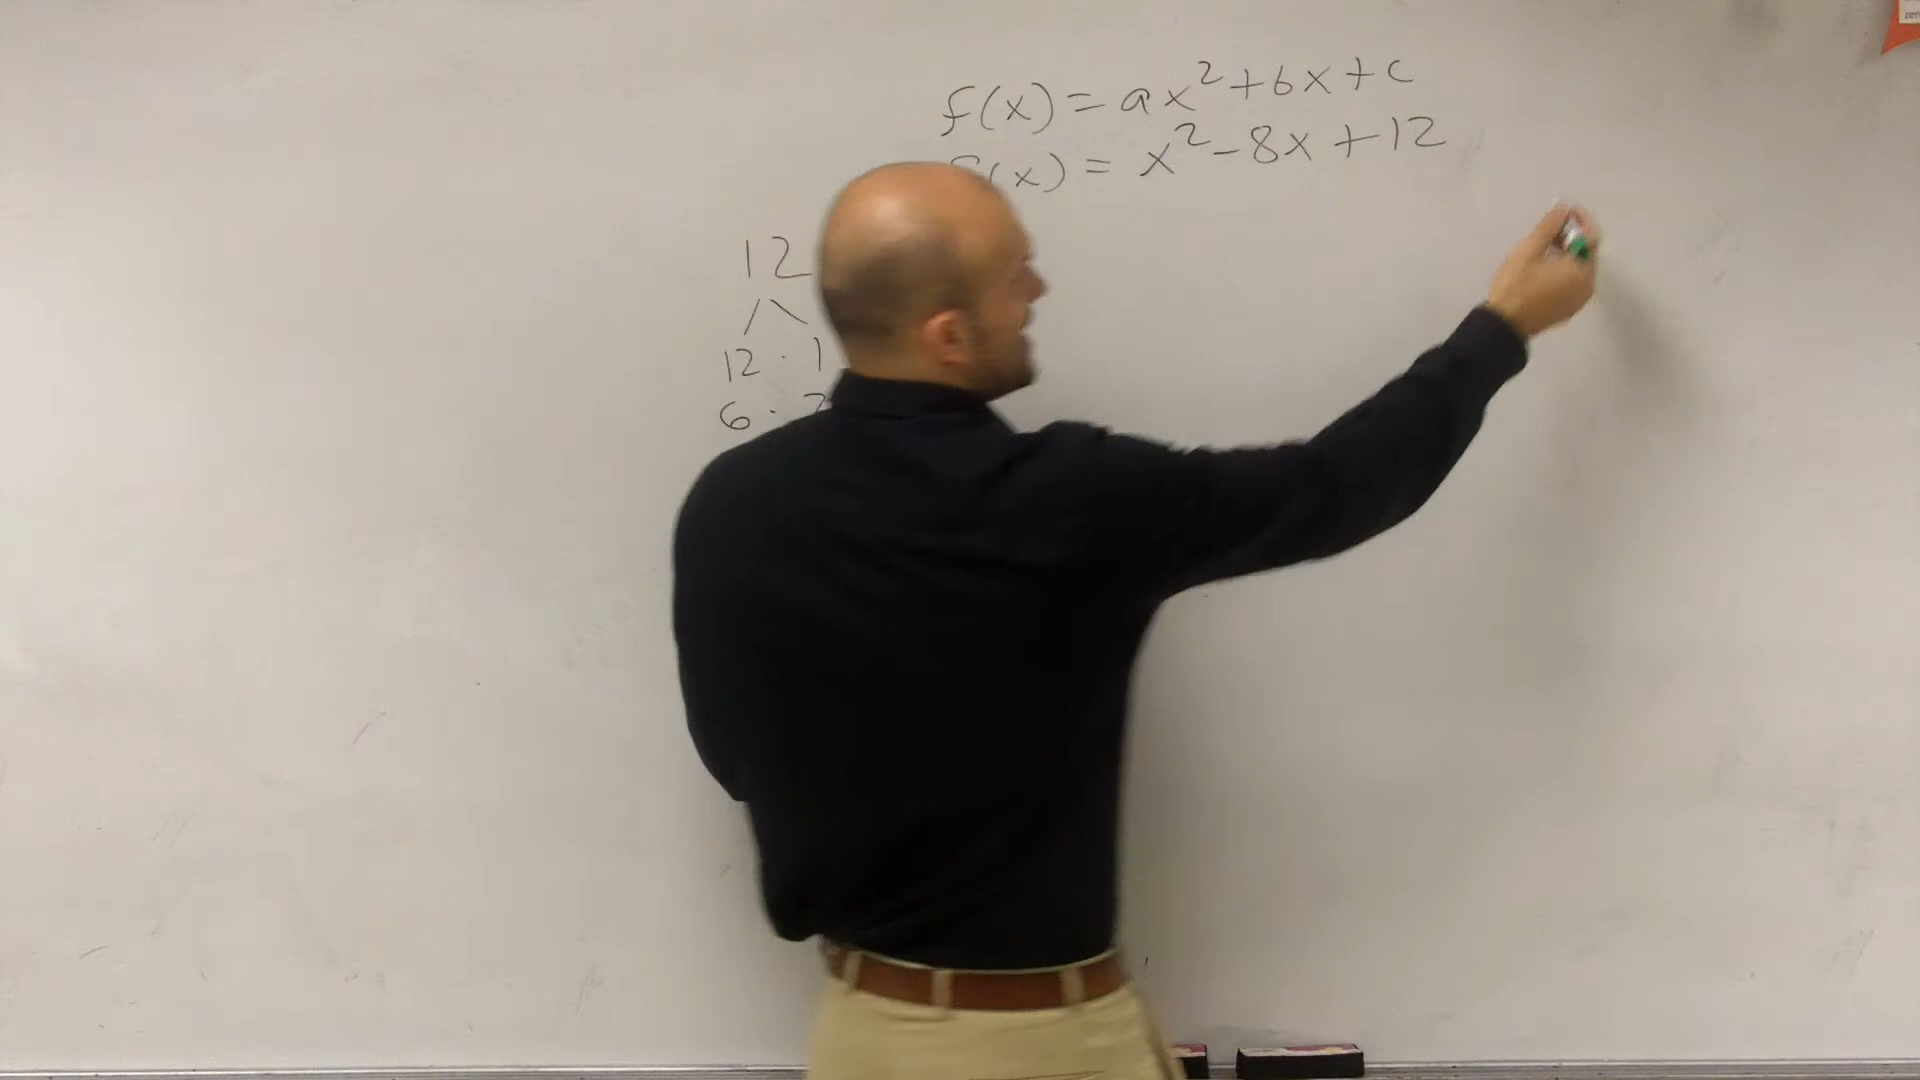 f(x) = ax²+bx+c
(x) = x²-8x+12
12
12 · 1
6 · 2